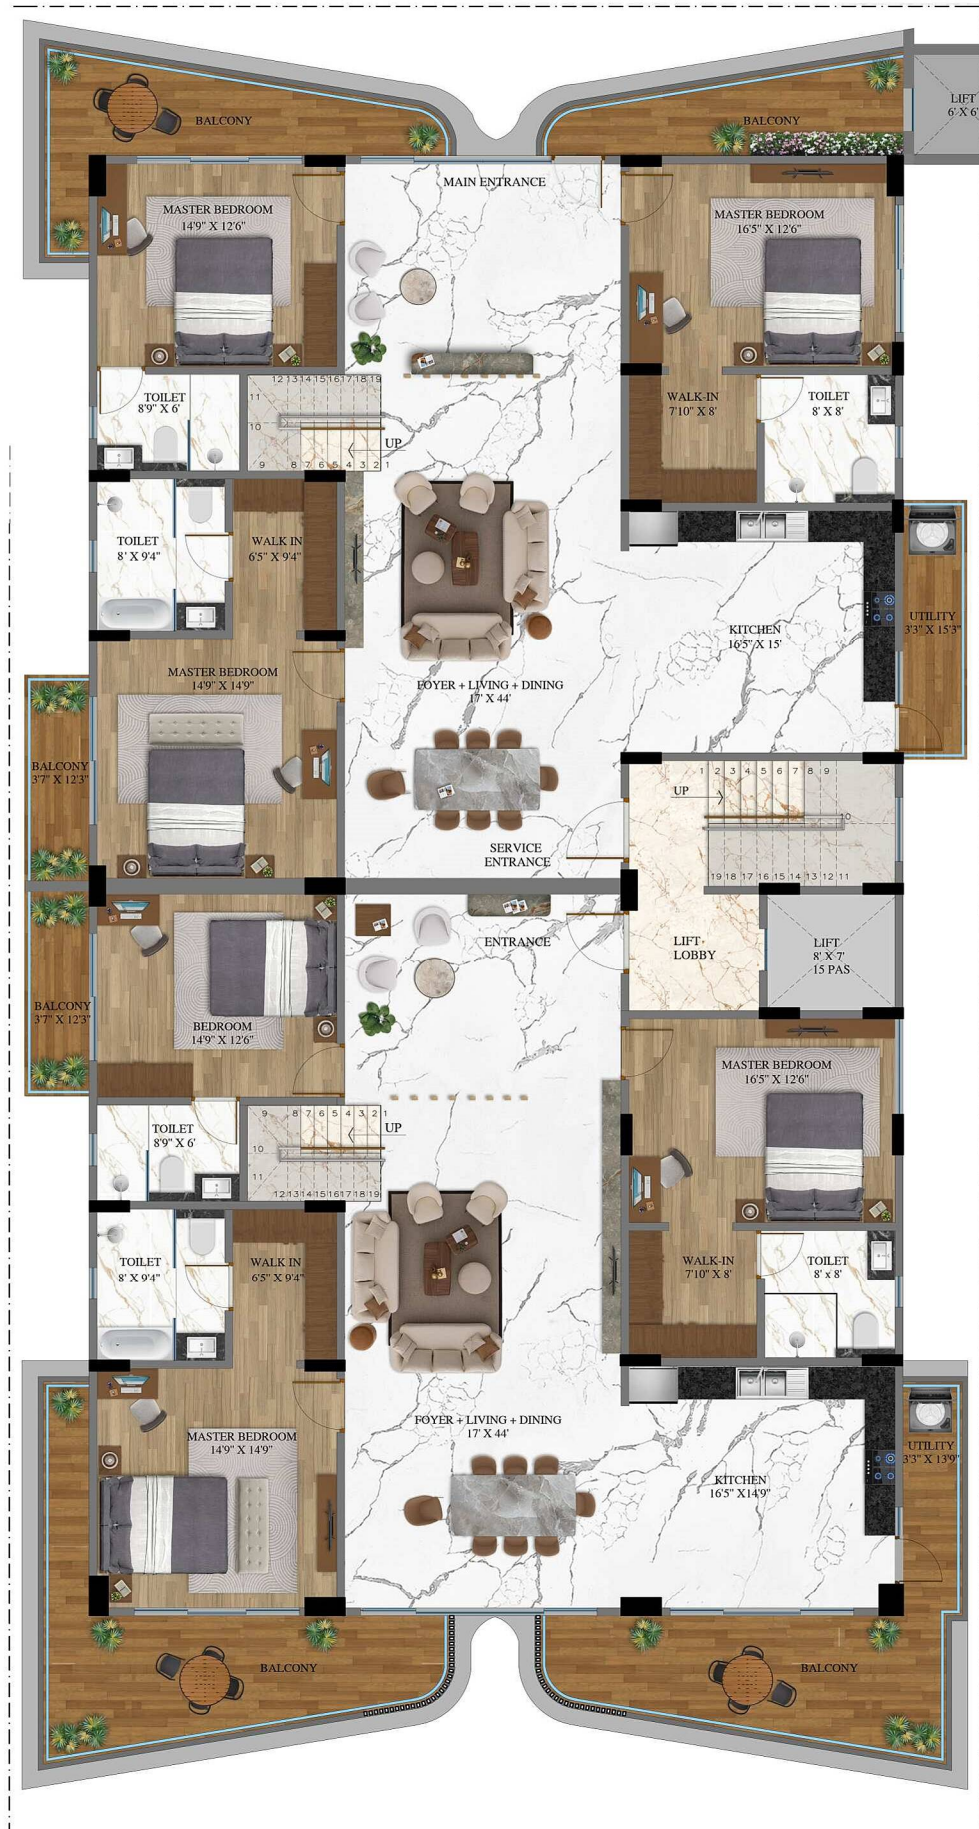 BALCONY
BALCONY
LIFT
6' X 6'
MAIN ENTRANCE
MASTER BEDROOM
14'9" X 12'6"
MASTER BEDROOM
16'5" X 12'6"
TOILET
8'9" X 6'
12 13 14 15 16 17 18 19
11
10
9 8 7 6 5 4 3 2 1
UP
WALK-IN
7'10" X 8'
TOILET
8' X 8'
TOILET
8' X 9'4"
WALK IN
6'5" X 9'4"
UTILITY
3'3" X 15'3"
KITCHEN
16'5" X 15'
MASTER BEDROOM
14'9" X 14'9"
FOYER + LIVING + DINING
17' X 44'
BALCONY
3'7" X 12'3"
1 2 3 4 5 6 7 8 9
UP
10
19 18 17 16 15 14 13 12 11
SERVICE
ENTRANCE
ENTRANCE
LIFT
LOBBY
LIFT
8' X 7'
15 PAS
BALCONY
3'7" X 12'3"
BEDROOM
14'9" X 12'6"
MASTER BEDROOM
16'5" X 12'6"
TOILET
8'9" X 6'
9 8 7 6 5 4 3 2 1
UP
10
11
12 13 14 15 16 17 18 19
TOILET
8' X 9'4"
WALK IN
6'5" X 9'4"
WALK-IN
7'10" X 8'
TOILET
8' x 8'
MASTER BEDROOM
14'9" X 14'9"
FOYER + LIVING + DINING
17' X 44'
KITCHEN
16'5" X14'9"
UTILITY
3'3" X 13'9"
BALCONY
BALCONY